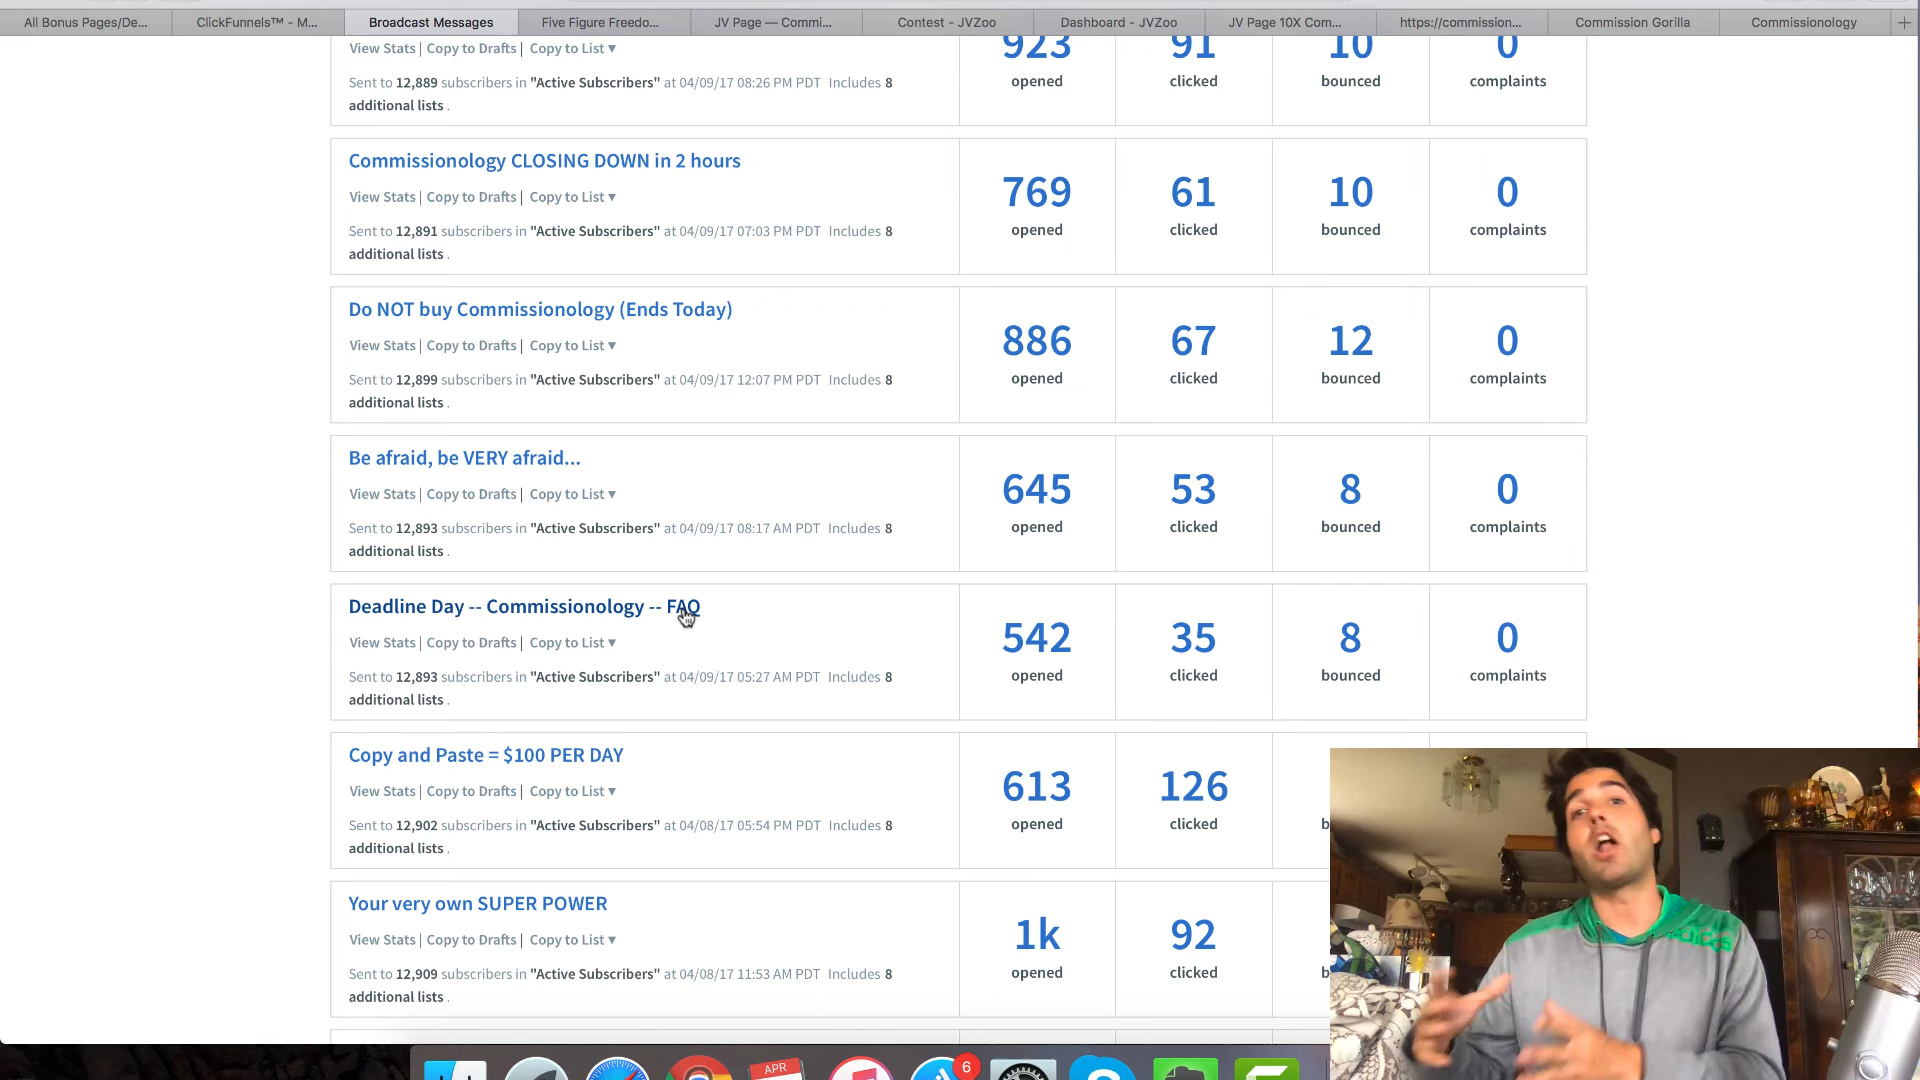 All Bonus Pages/De... ClickFunnels™ - M... Broadcast Messages Five Figure Freedo... JV Page — Commi... Contest - JVZoo Dashboard - JVZoo JV Page 10X Com... https://commission... Commission Gorilla Commissionology +
View Stats | Copy to Drafts | Copy to List ▾
Sent to 12,889 subscribers in "Active Subscribers" at 04/09/17 08:26 PM PDT Includes 8
additional lists .
923 opened
91 clicked
10 bounced
0 complaints
Commissionology CLOSING DOWN in 2 hours
View Stats | Copy to Drafts | Copy to List ▾
Sent to 12,891 subscribers in "Active Subscribers" at 04/09/17 07:03 PM PDT Includes 8
additional lists .
769 opened
61 clicked
10 bounced
0 complaints
Do NOT buy Commissionology (Ends Today)
View Stats | Copy to Drafts | Copy to List ▾
Sent to 12,899 subscribers in "Active Subscribers" at 04/09/17 12:07 PM PDT Includes 8
additional lists .
886 opened
67 clicked
12 bounced
0 complaints
Be afraid, be VERY afraid...
View Stats | Copy to Drafts | Copy to List ▾
Sent to 12,893 subscribers in "Active Subscribers" at 04/09/17 08:17 AM PDT Includes 8
additional lists .
645 opened
53 clicked
8 bounced
0 complaints
Deadline Day -- Commissionology -- FAQ
View Stats | Copy to Drafts | Copy to List ▾
Sent to 12,893 subscribers in "Active Subscribers" at 04/09/17 05:27 AM PDT Includes 8
additional lists .
542 opened
35 clicked
8 bounced
0 complaints
Copy and Paste = $100 PER DAY
View Stats | Copy to Drafts | Copy to List ▾
Sent to 12,902 subscribers in "Active Subscribers" at 04/08/17 05:54 PM PDT Includes 8
additional lists .
613 opened
126 clicked
Your very own SUPER POWER
View Stats | Copy to Drafts | Copy to List ▾
Sent to 12,909 subscribers in "Active Subscribers" at 04/08/17 11:53 AM PDT Includes 8
additional lists .
1k opened
92 clicked
APR
6